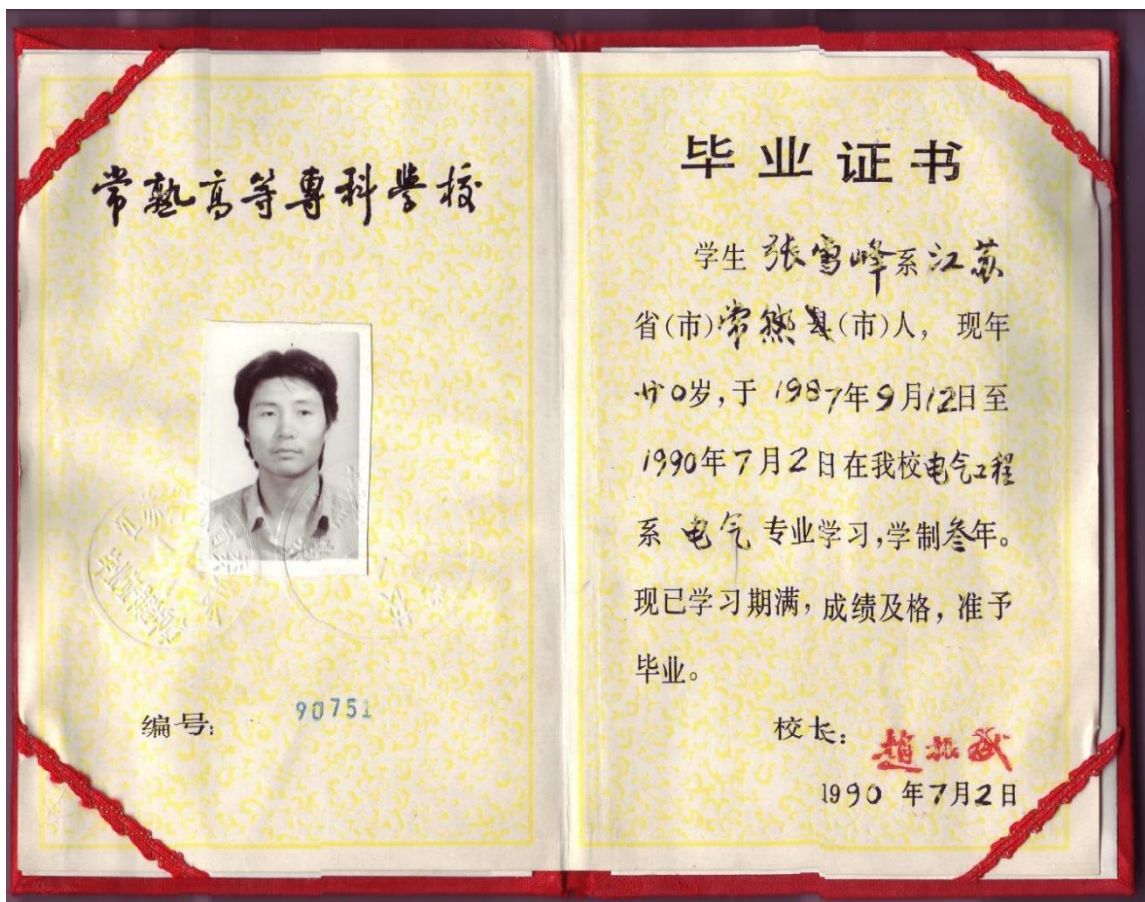 常熟高等專科學校
编号: 90751
毕业证书
学生 张雪峰系江苏
省(市)常熟县(市)人, 现年
廿0岁,于1987年9月12日至
1990年7月2日在我校电气工程
系 电气 专业学习,学制叁年。
现已学习期满,成绩及格,准予
毕业。
校长: 趙振武
1990 年7月2日